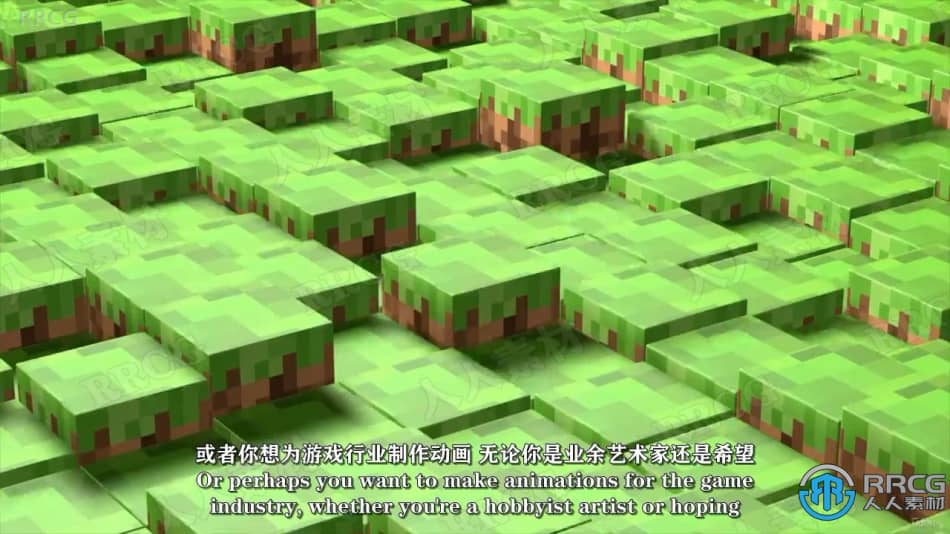 RRCG
或者你想为游戏行业制作动画 无论你是业余艺术家还是希望
Or perhaps you want to make animations for the game
industry, whether you're a hobbyist artist or hoping
RRCG
人人素材